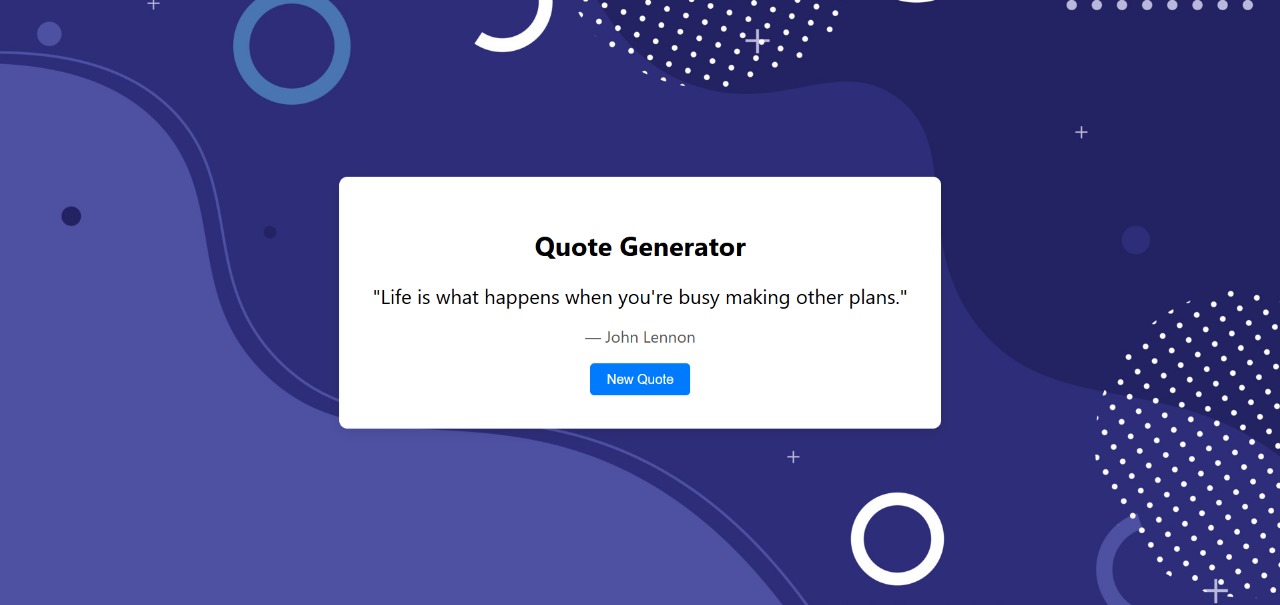 Quote Generator
"Life is what happens when you're busy making other plans."
— John Lennon
New Quote